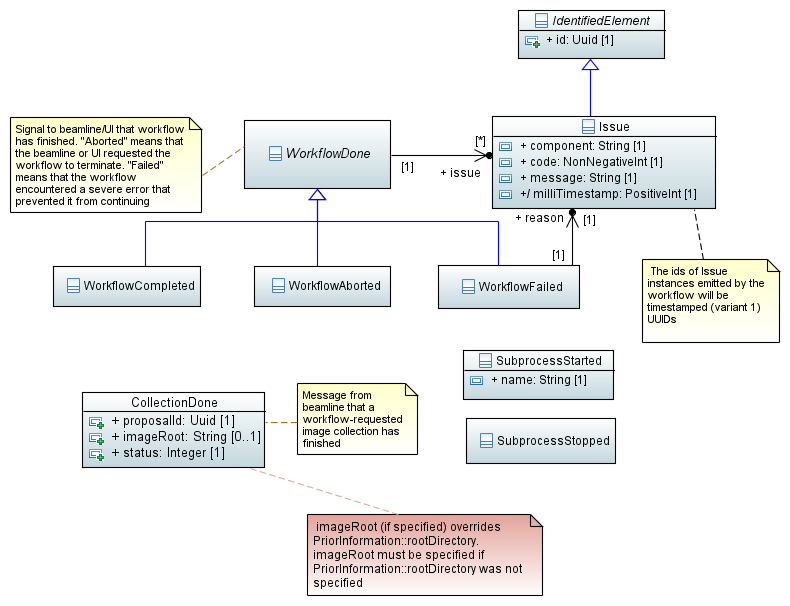 IdentifiedElement
+ id: Uuid [1]
Signal to beamline/UI that workflow
has finished. "Aborted" means that
the beamline or UI requested the
workflow to terminate. "Failed"
means that the workflow
encountered a severe error that
prevented it from continuing
WorkflowDone
[1]
[*]
+ issue
Issue
+ component: String [1]
+ code: NonNegativeInt [1]
+ message: String [1]
+/ milliTimestamp: PositiveInt [1]
+ reason
[1]
[1]
WorkflowCompleted
WorkflowAborted
WorkflowFailed
The ids of Issue
instances emitted by the
workflow will be
timestamped (variant 1)
UUIDs
SubprocessStarted
+ name: String [1]
CollectionDone
+ proposalId: Uuid [1]
+ imageRoot: String [0..1]
+ status: Integer [1]
Message from
beamline that a
workflow-requested
image collection has
finished
SubprocessStopped
imageRoot (if specified) overrides
PriorInformation::rootDirectory.
imageRoot must be specified if
PriorInformation::rootDirectory was not
specified